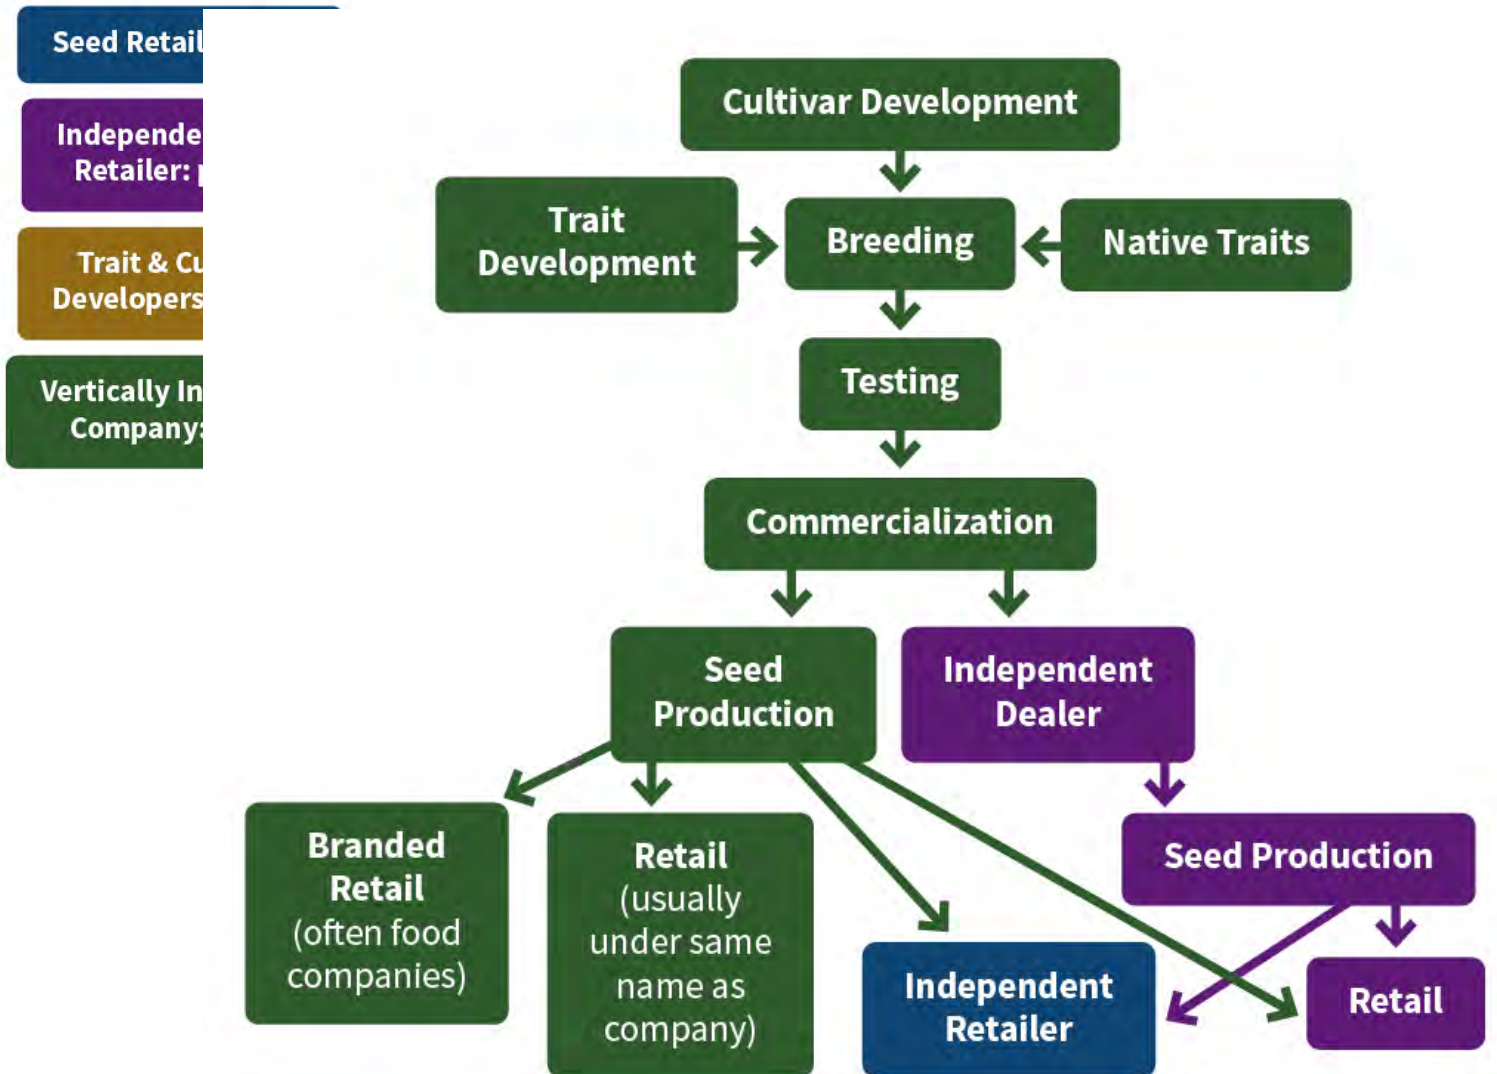 Seed Retail
Independe
Retailer:
Trait & Cu
Developers
Vertically In
Company:
Cultivar Development
Trait
Development
Breeding
Native Traits
Testing
Commercialization
Seed
Production
Independent
Dealer
Branded
Retail
(often food
companies)
Retail
(usually
under same
name as
company)
Seed Production
Independent
Retailer
Retail